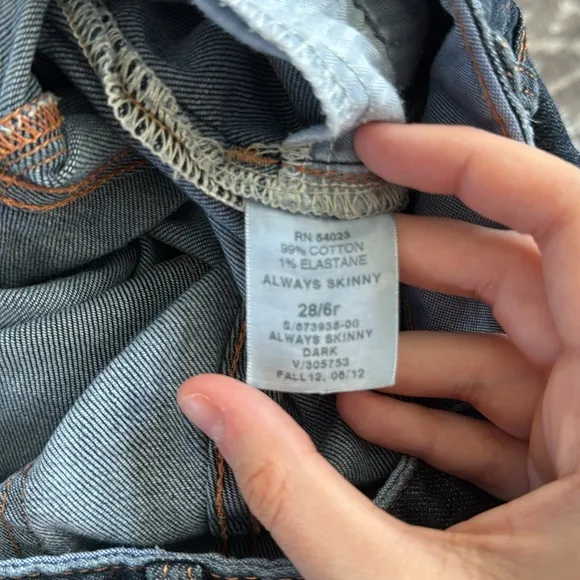 RN 54023
99% COTTON
1% ELASTANE
ALWAYS SKINNY
28/6r
S/873938-00
ALWAYS SKINNY
DARK
V/305753
FALL12, 06/12